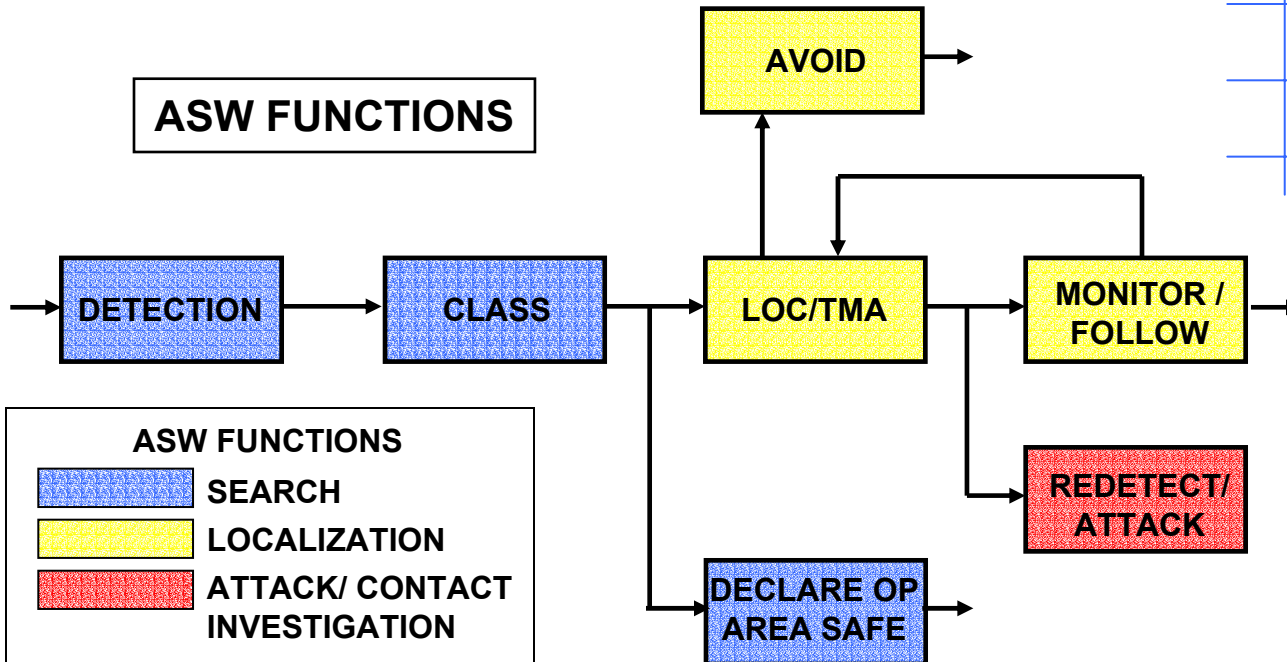 AVOID
ASW FUNCTIONS
DETECTION
CLASS
LOC/TMA
MONITOR /
FOLLOW
ASW FUNCTIONS
SEARCH
LOCALIZATION
ATTACK/ CONTACT
INVESTIGATION
REDETECT/
ATTACK
DECLARE OP
AREA SAFE